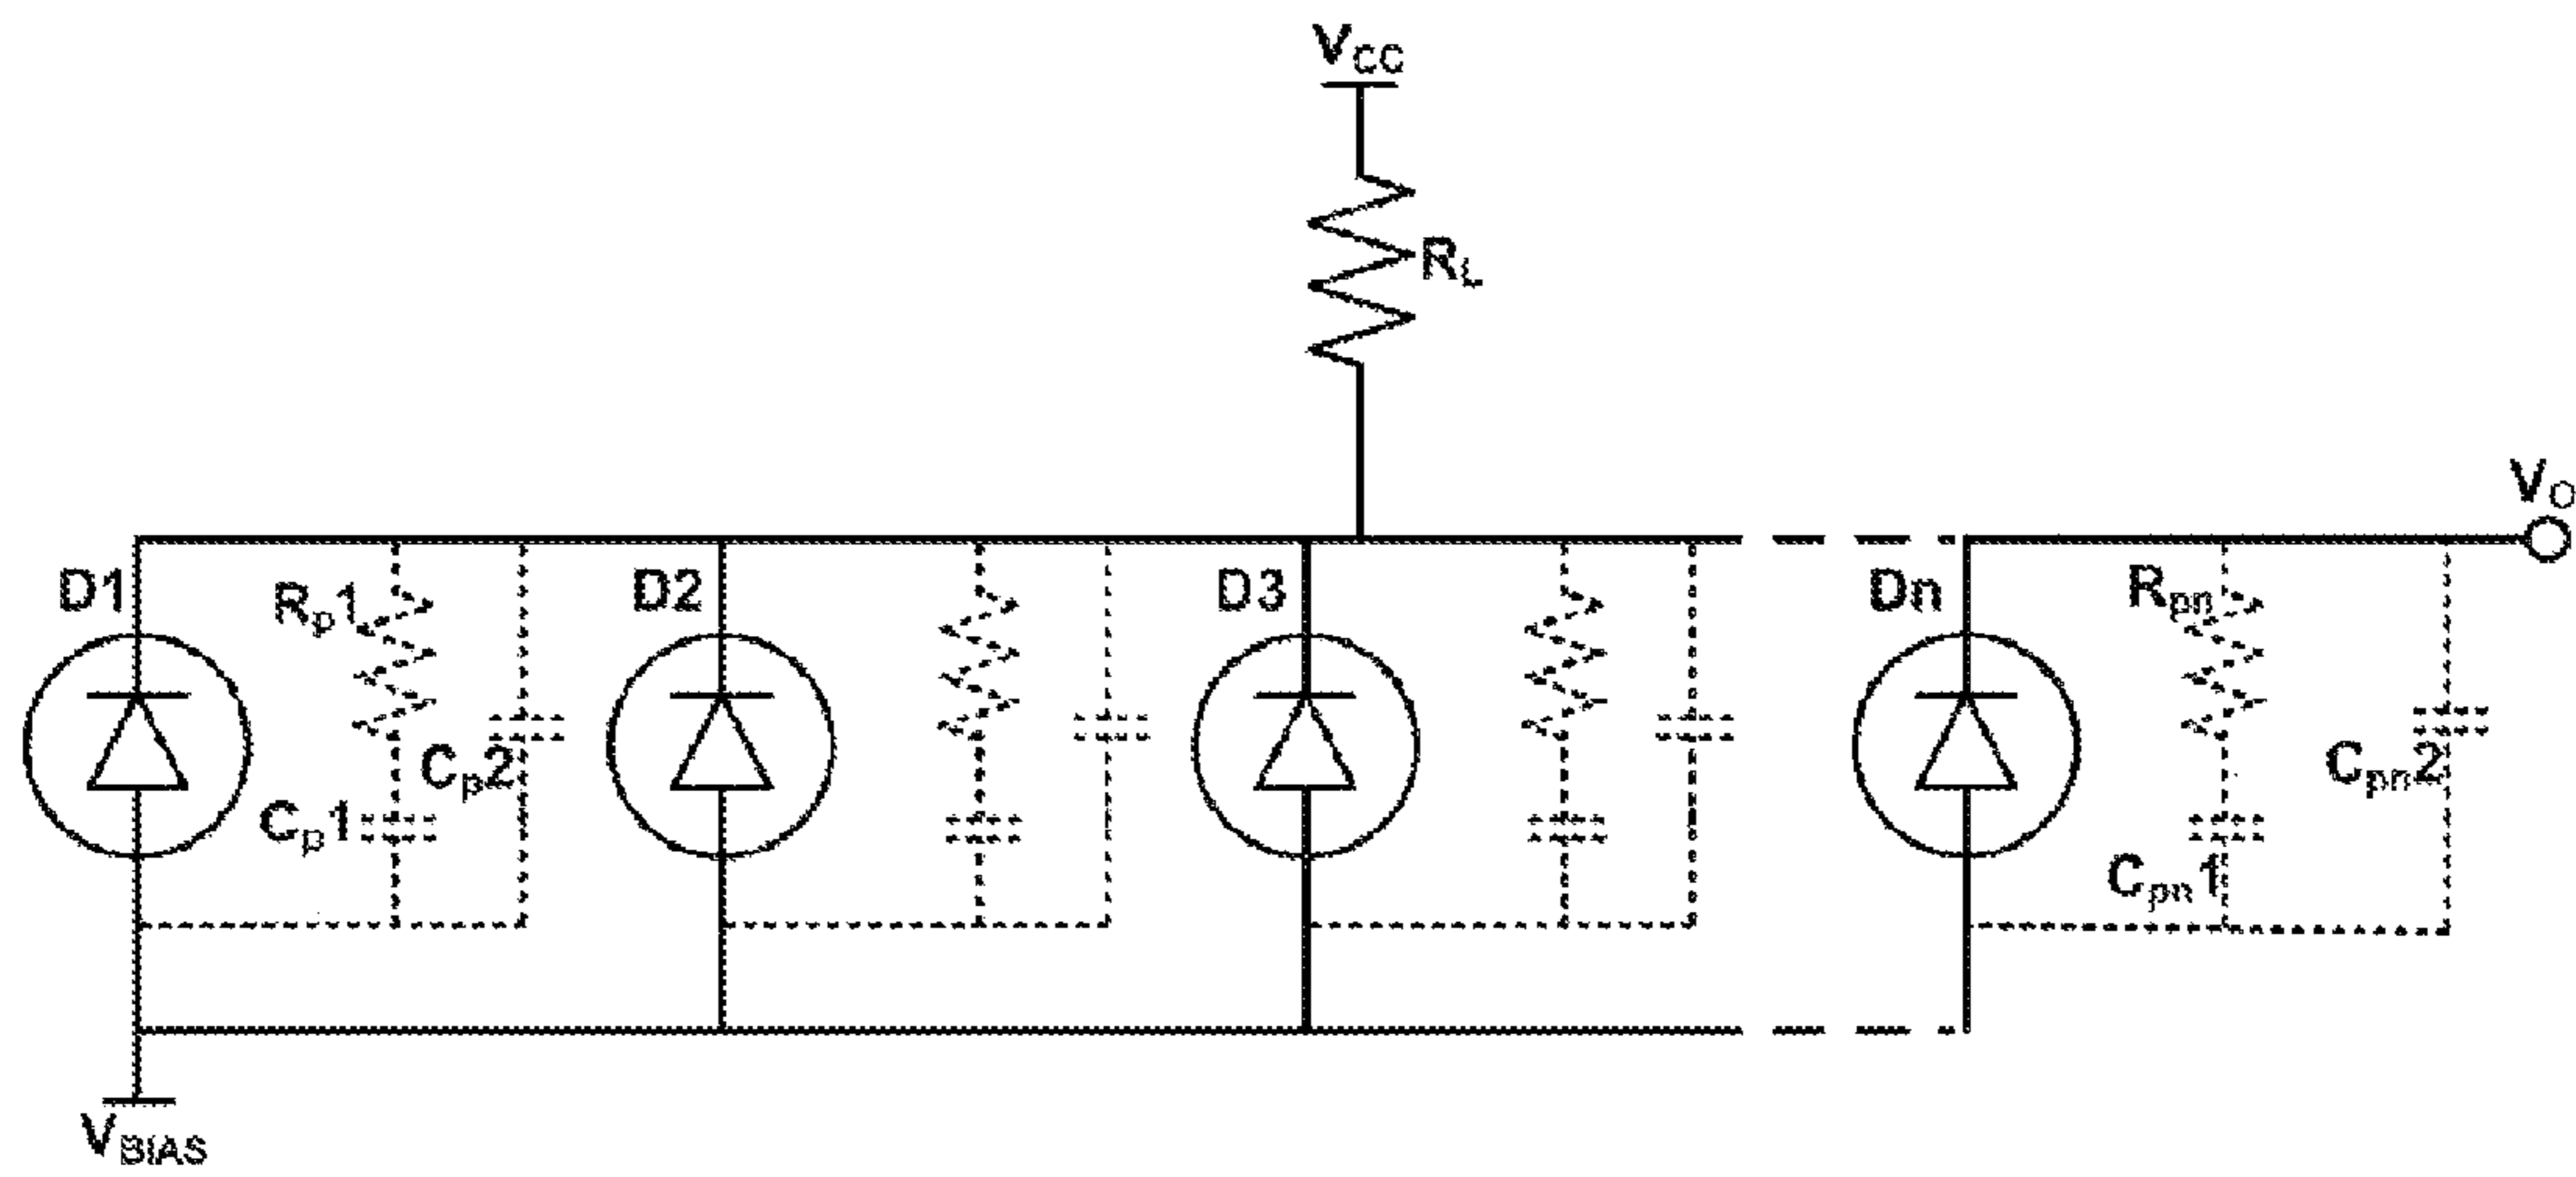 VCC
RL
VO
D1
Rp1
D2
D3
Dn
Rpn
Cp2
Cp1
Cpn2
Cpn1
VBIAS